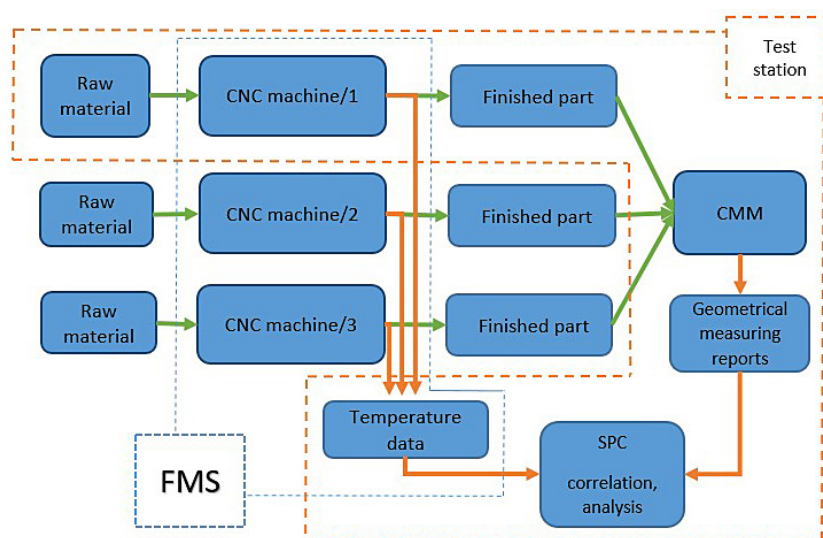 Test
station
Raw
material
CNC machine/1
Finished part
Raw
material
CNC machine/2
Finished part
CMM
Raw
material
CNC machine/3
Finished part
Geometrical
measuring
reports
Temperature
data
SPC
correlation,
analysis
FMS